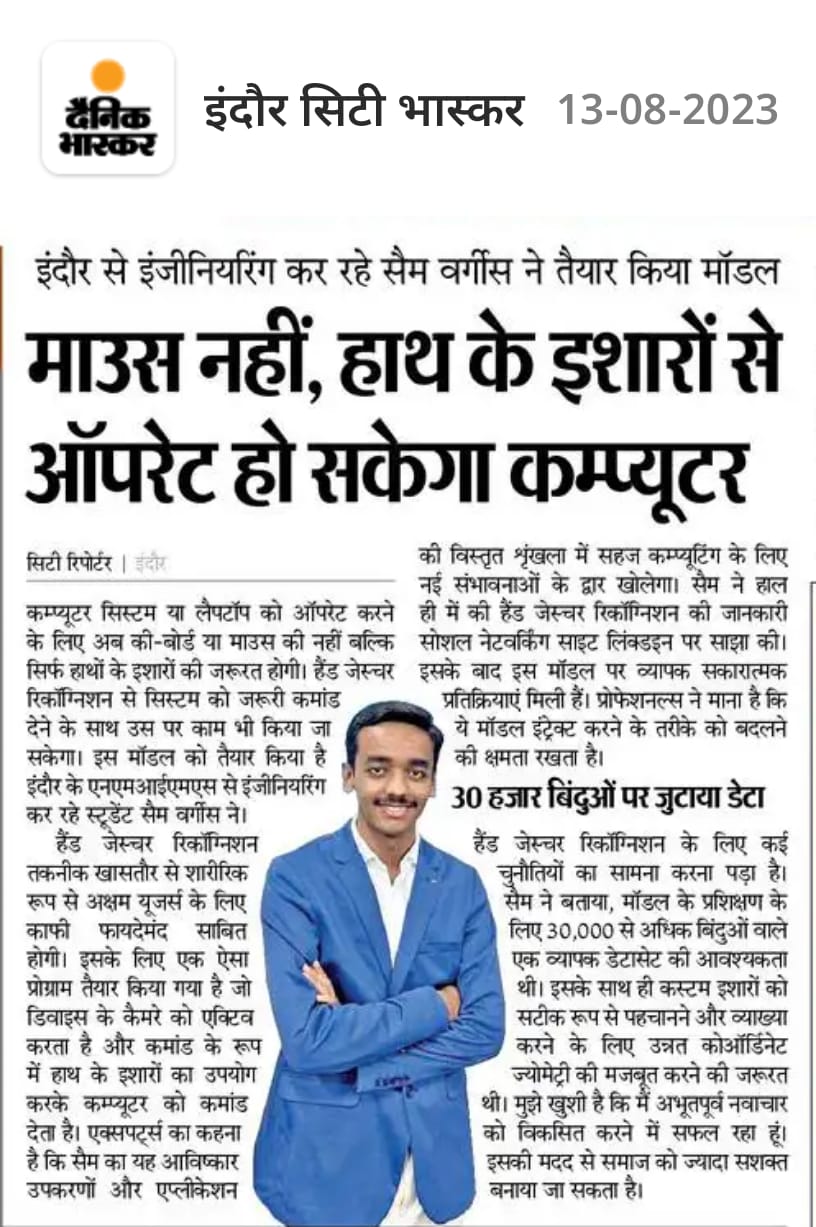 दैनिक
भास्कर
इंदौर सिटी भास्कर 13-08-2023
इंदौर से इंजीनियरिंग कर रहे सैम वर्गीस ने तैयार किया मॉडल
माउस नहीं, हाथ के इशारों से
ऑपरेट हो सकेगा कम्प्यूटर
सिटी रिपोर्टर | इंदौर
कम्प्यूटर सिस्टम या लैपटॉप को ऑपरेट करने
के लिए अब की-बोर्ड या माउस की नहीं बल्कि
सिर्फ हाथों के इशारों की जरूरत होगी। हैंड जेस्चर
रिकॉग्निशन से सिस्टम को जरूरी कमांड
देने के साथ उस पर काम भी किया जा
सकेगा। इस मॉडल को तैयार किया है
इंदौर के एनएमआईएमएस से इंजीनियरिंग
कर रहे स्टूडेंट सैम वर्गीस ने।
हैंड जेस्चर रिकॉग्निशन
तकनीक खासतौर से शारीरिक
रूप से अक्षम यूजर्स के लिए
काफी फायदेमंद साबित
होगी। इसके लिए एक ऐसा
प्रोग्राम तैयार किया गया है जो
डिवाइस के कैमरे को एक्टिव
करता है और कमांड के रूप
में हाथ के इशारों का उपयोग
करके कम्प्यूटर को कमांड
देता है। एक्सपर्ट्स का कहना
है कि सैम का यह आविष्कार
उपकरणों और एप्लीकेशन
की विस्तृत शृंखला में सहज कम्प्यूटिंग के लिए
नई संभावनाओं के द्वार खोलेगा। सैम ने हाल
ही में की हैंड जेस्चर रिकॉग्निशन की जानकारी
सोशल नेटवर्किंग साइट लिंक्डइन पर साझा की।
इसके बाद इस मॉडल पर व्यापक सकारात्मक
प्रतिक्रियाएं मिली हैं। प्रोफेशनल्स ने माना है कि
ये मॉडल इंट्रेक्ट करने के तरीके को बदलने
की क्षमता रखता है।
30 हजार बिंदुओं पर जुटाया डेटा
हैंड जेस्चर रिकॉग्निशन के लिए कई
चुनौतियों का सामना करना पड़ा है।
सैम ने बताया, मॉडल के प्रशिक्षण के
लिए 30,000 से अधिक बिंदुओं वाले
एक व्यापक डेटासेट की आवश्यकता
थी। इसके साथ ही कस्टम इशारों को
सटीक रूप से पहचानने और व्याख्या
करने के लिए उन्नत कोऑर्डिनेट
ज्योमेट्री की मजबूत करने की जरूरत
थी। मुझे खुशी है कि मैं अभूतपूर्व नवाचार
को विकसित करने में सफल रहा हूं।
इसकी मदद से समाज को ज्यादा सशक्त
बनाया जा सकता है।